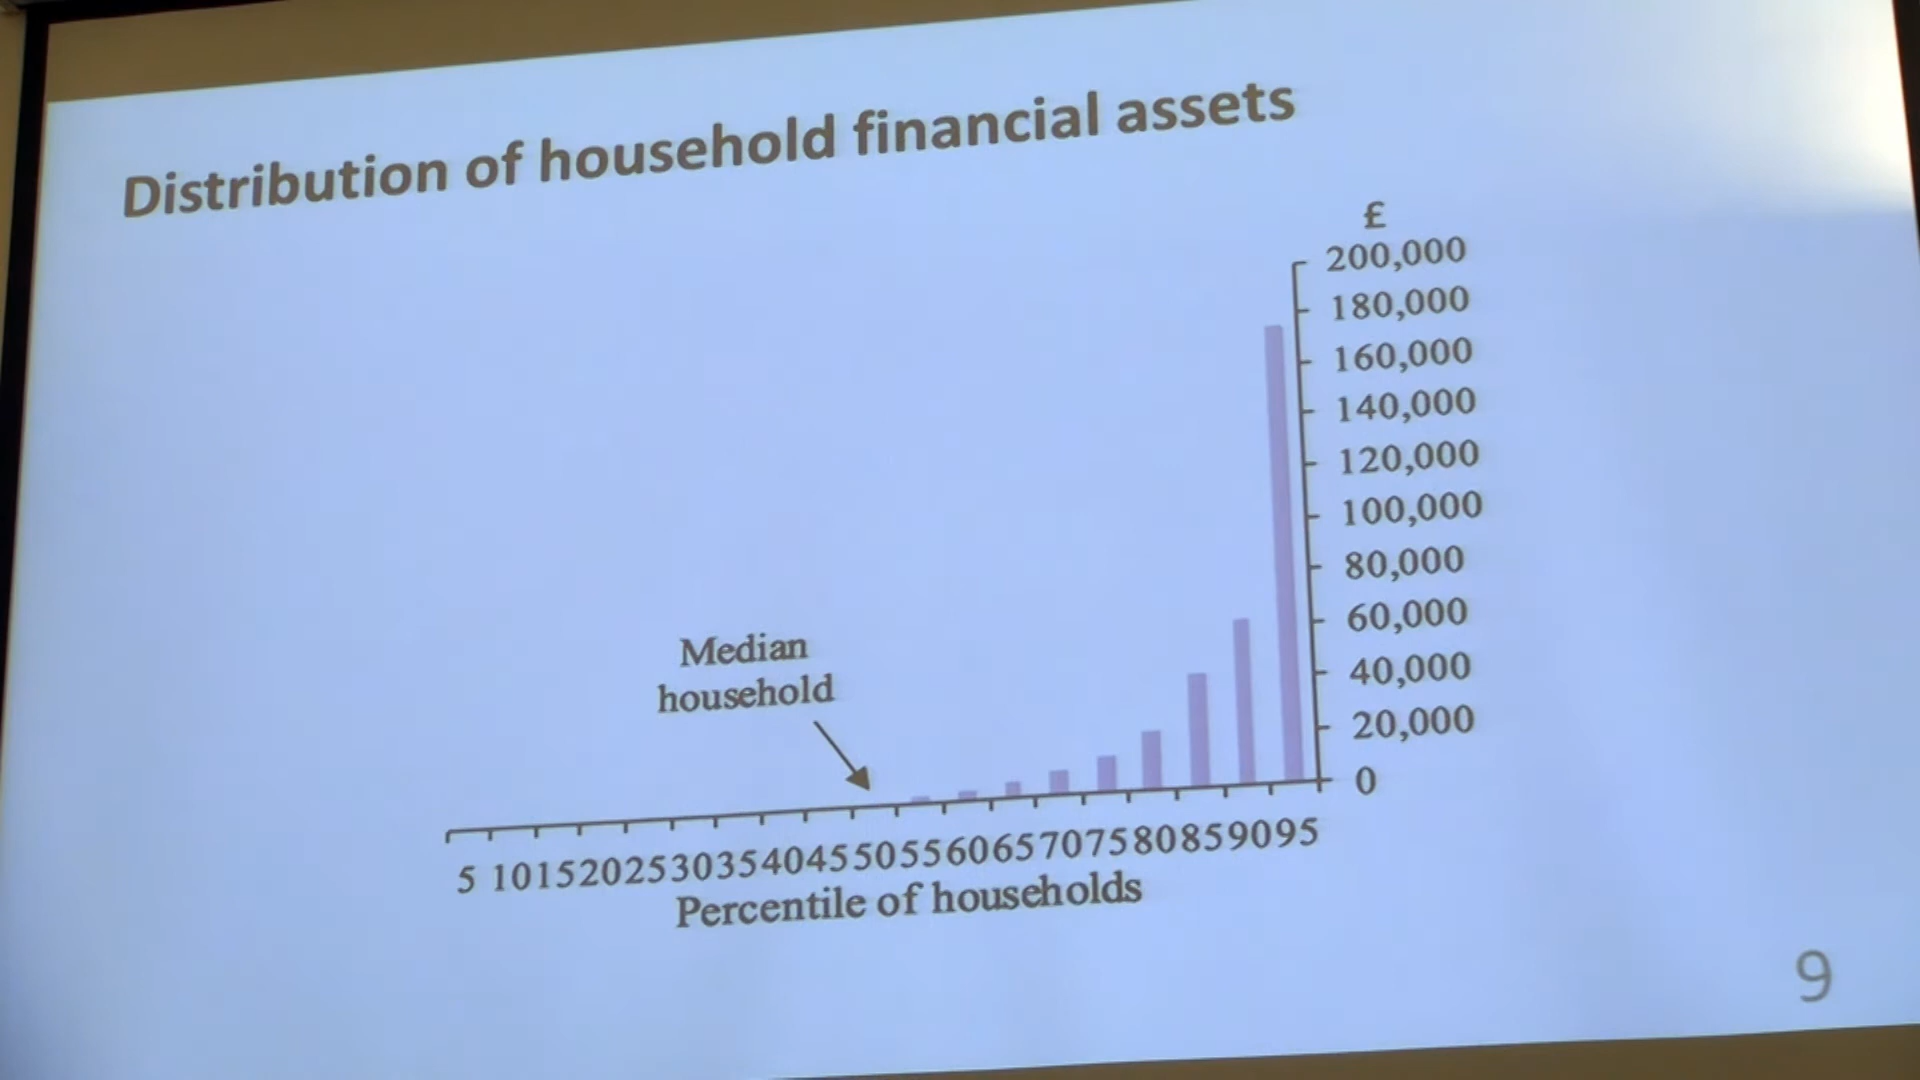 Distribution of household financial assets
£
200,000
180,000
160,000
140,000
120,000
100,000
80,000
60,000
40,000
20,000
0
Median
household
5 10 15 20 25 30 35 40 45 50 55 60 65 70 75 80 85 90 95
Percentile of households
9